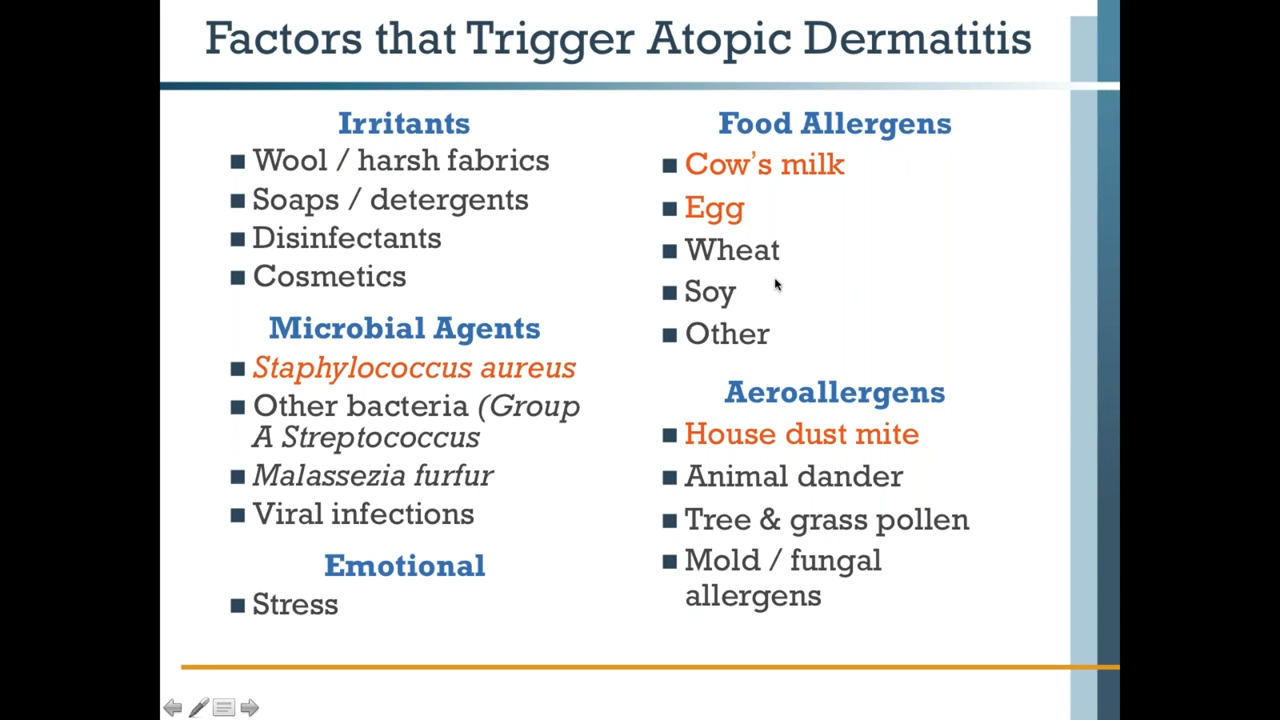 Factors that Trigger Atopic Dermatitis
Irritants
Wool / harsh fabrics
Soaps / detergents
Disinfectants
Cosmetics
Microbial Agents
Staphylococcus aureus
Other bacteria (Group
A Streptococcus
Malassezia furfur
Viral infections
Emotional
Stress
Food Allergens
Cow’s milk
Egg
Wheat
Soy
Other
Aeroallergens
House dust mite
Animal dander
Tree & grass pollen
Mold / fungal
allergens